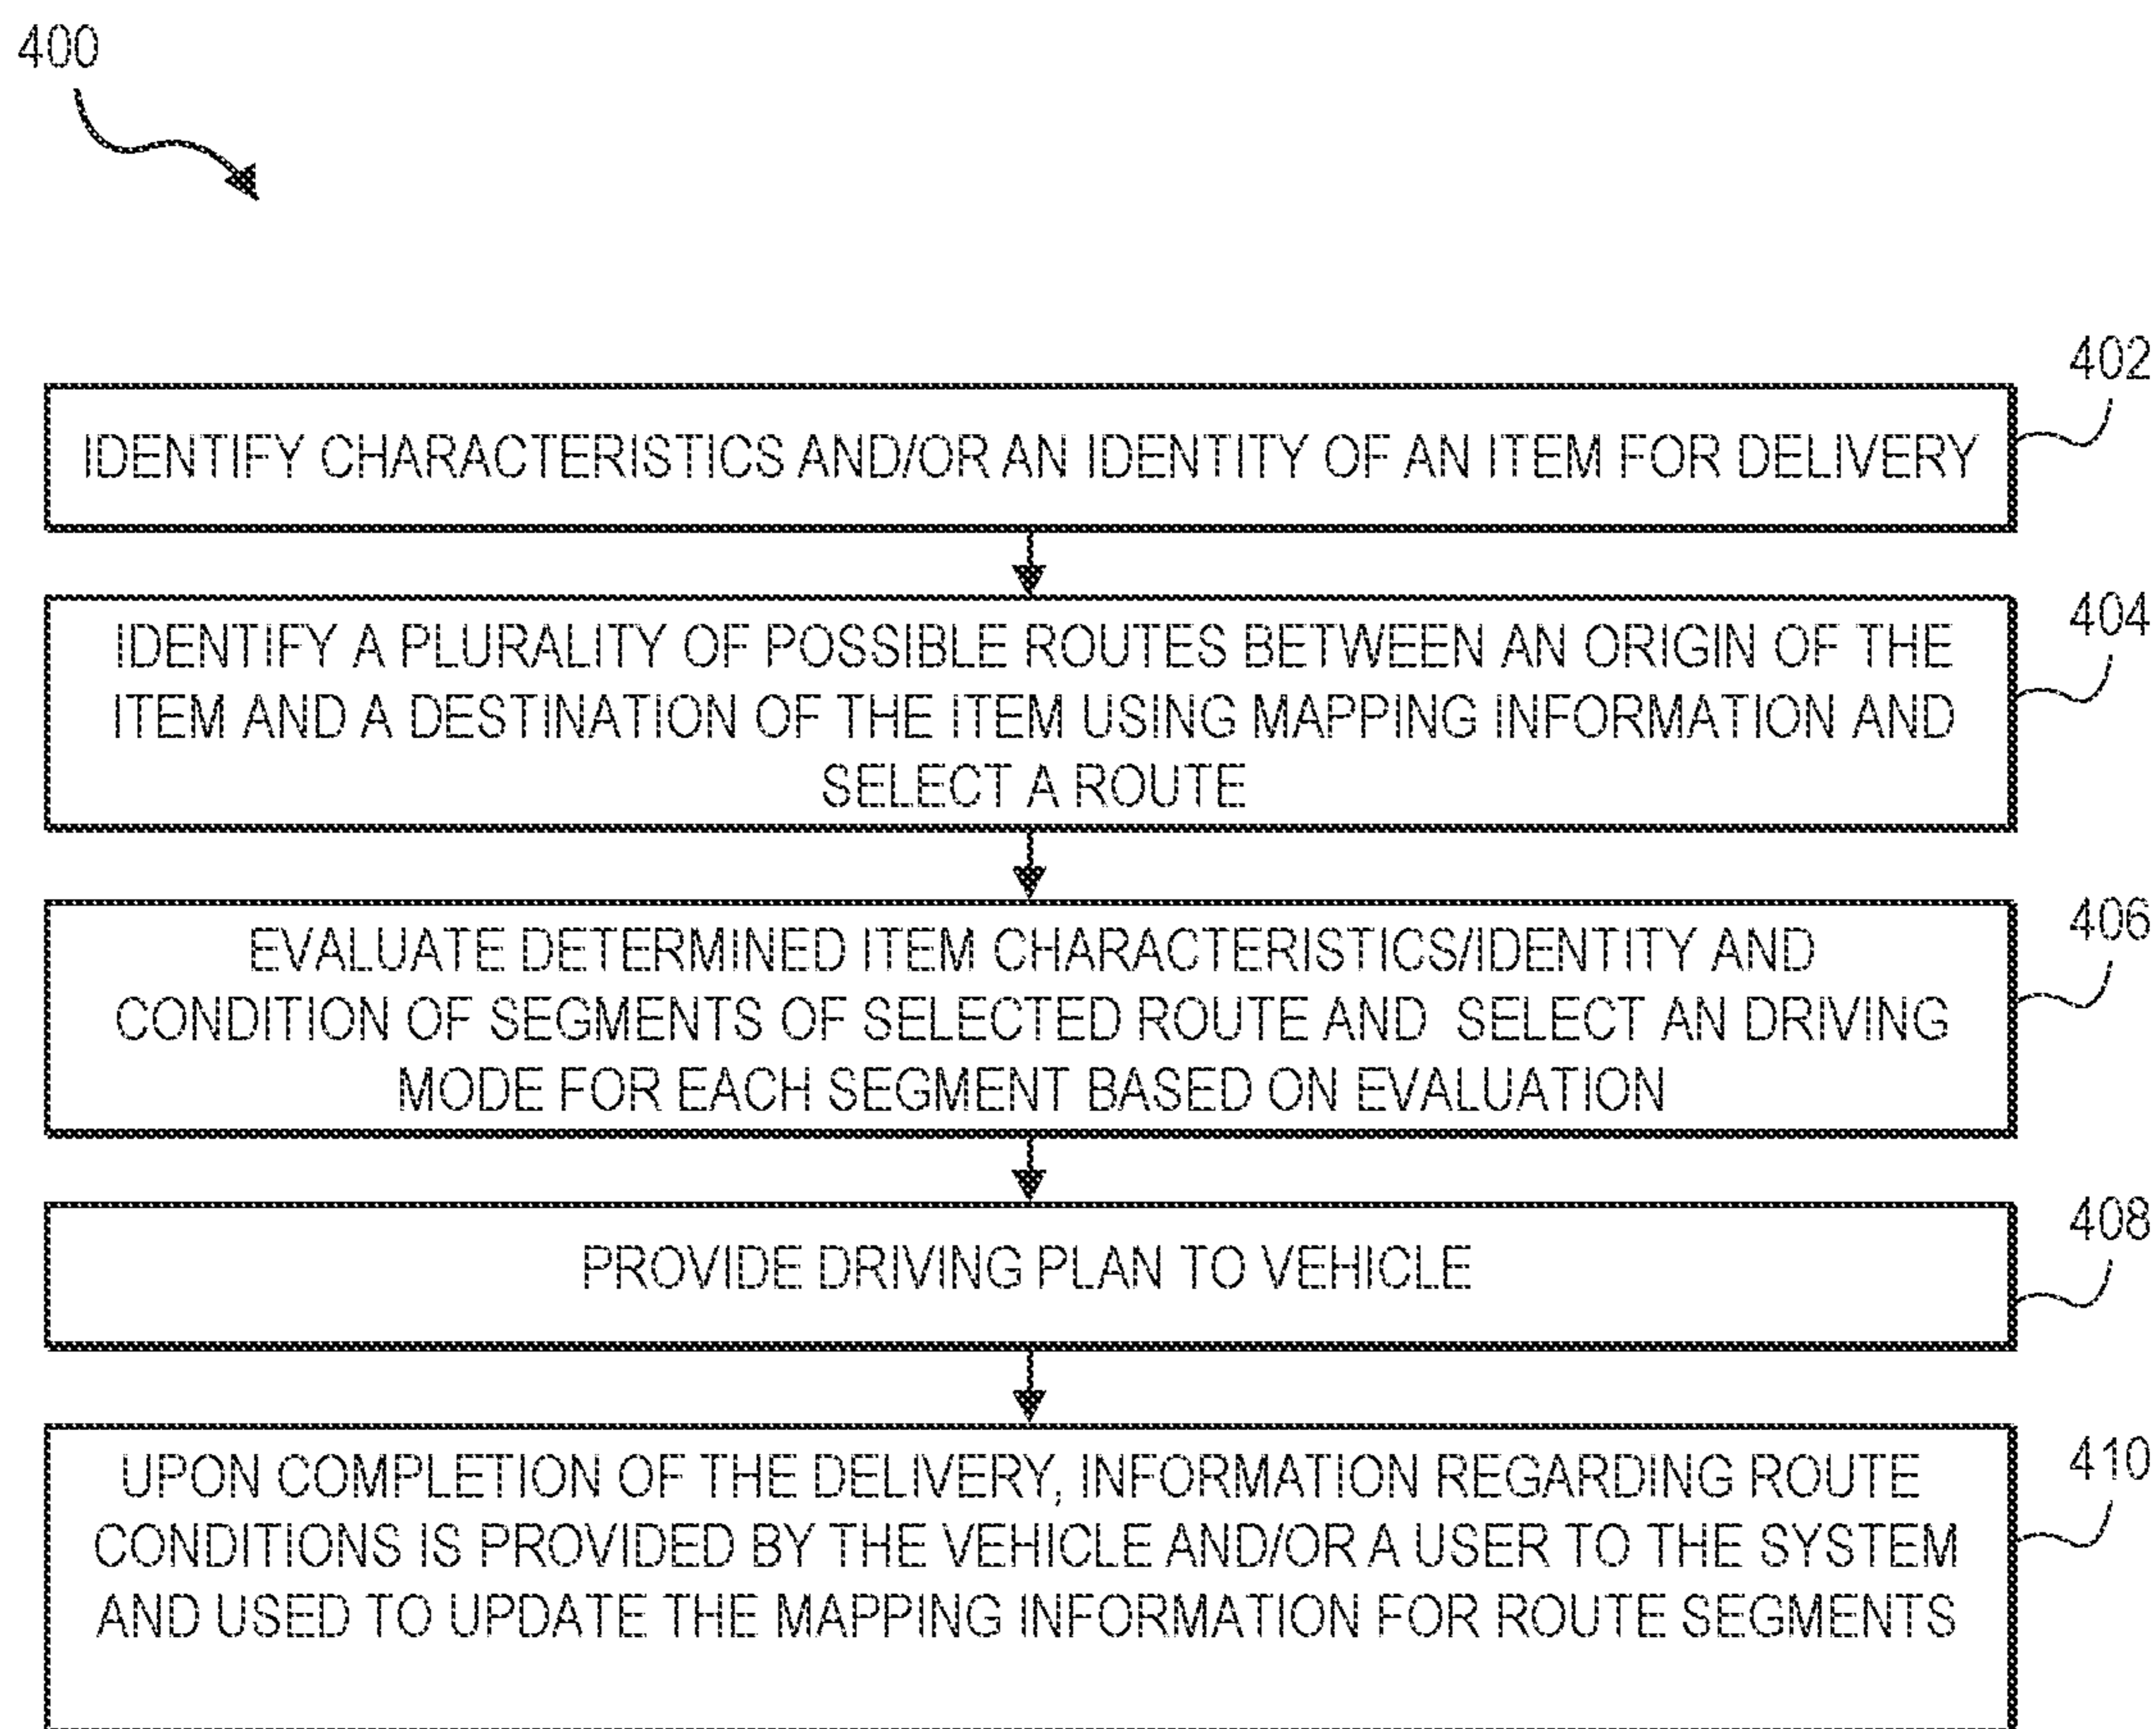 400
402
IDENTIFY CHARACTERISTICS AND/OR AN IDENTITY OF AN ITEM FOR DELIVERY
404
IDENTIFY A PLURALITY OF POSSIBLE ROUTES BETWEEN AN ORIGIN OF THE
ITEM AND A DESTINATION OF THE ITEM USING MAPPING INFORMATION AND
SELECT A ROUTE
406
EVALUATE DETERMINED ITEM CHARACTERISTICS/IDENTITY AND
CONDITION OF SEGMENTS OF SELECTED ROUTE AND SELECT AN DRIVING
MODE FOR EACH SEGMENT BASED ON EVALUATION
408
PROVIDE DRIVING PLAN TO VEHICLE
410
UPON COMPLETION OF THE DELIVERY, INFORMATION REGARDING ROUTE
CONDITIONS IS PROVIDED BY THE VEHICLE AND/OR A USER TO THE SYSTEM
AND USED TO UPDATE THE MAPPING INFORMATION FOR ROUTE SEGMENTS